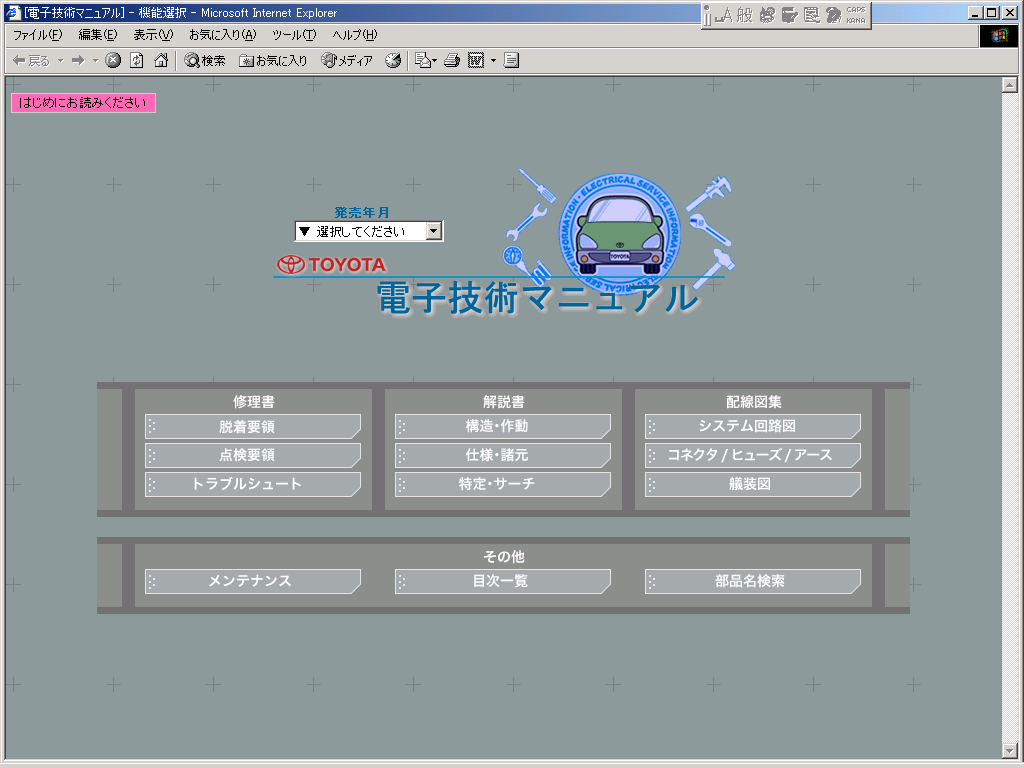 [電子技術マニュアル] - 機能選択 - Microsoft Internet Explorer
A 般 CAPS KANA
ファイル(F) 編集(E) 表示(V) お気に入り(A) ツール(T) ヘルプ(H)
戻る 検索 お気に入り メディア
はじめにお読みください
発売年月
▼ 選択してください
TOYOTA
ELECTRICAL SERVICE INFORMATION
TOYOTA
電子技術マニュアル
修理書
脱着要領
点検要領
トラブルシュート
解説書
構造・作動
仕様・諸元
特定・サーチ
配線図集
システム回路図
コネクタ / ヒューズ / アース
艤装図
その他
メンテナンス
目次一覧
部品名検索